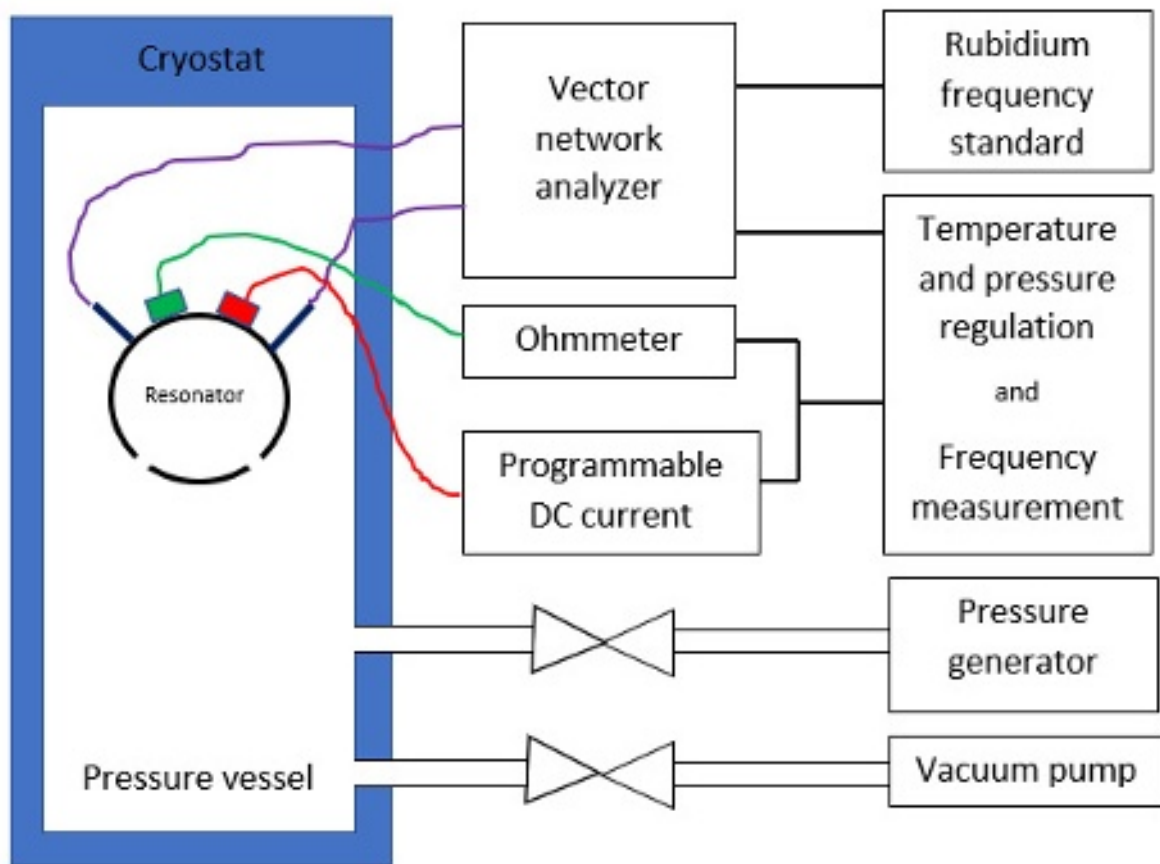 Cryostat
Resonator
Pressure vessel
Vector
network
analyzer
Ohmmeter
Programmable
DC current
Rubidium
frequency
standard
Temperature
and pressure
regulation
and
Frequency
measurement
Pressure
generator
Vacuum pump